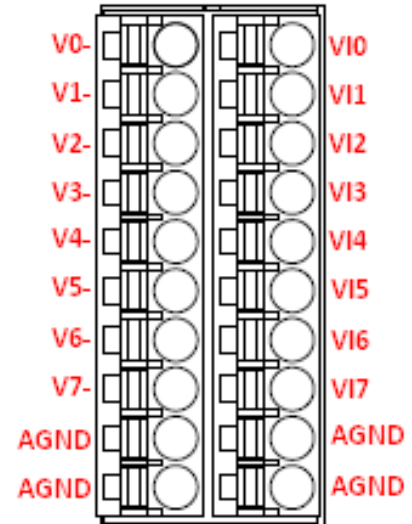 V0- VI0
V1- VI1
V2- VI2
V3- VI3
V4- VI4
V5- VI5
V6- VI6
V7- VI7
AGND AGND
AGND AGND